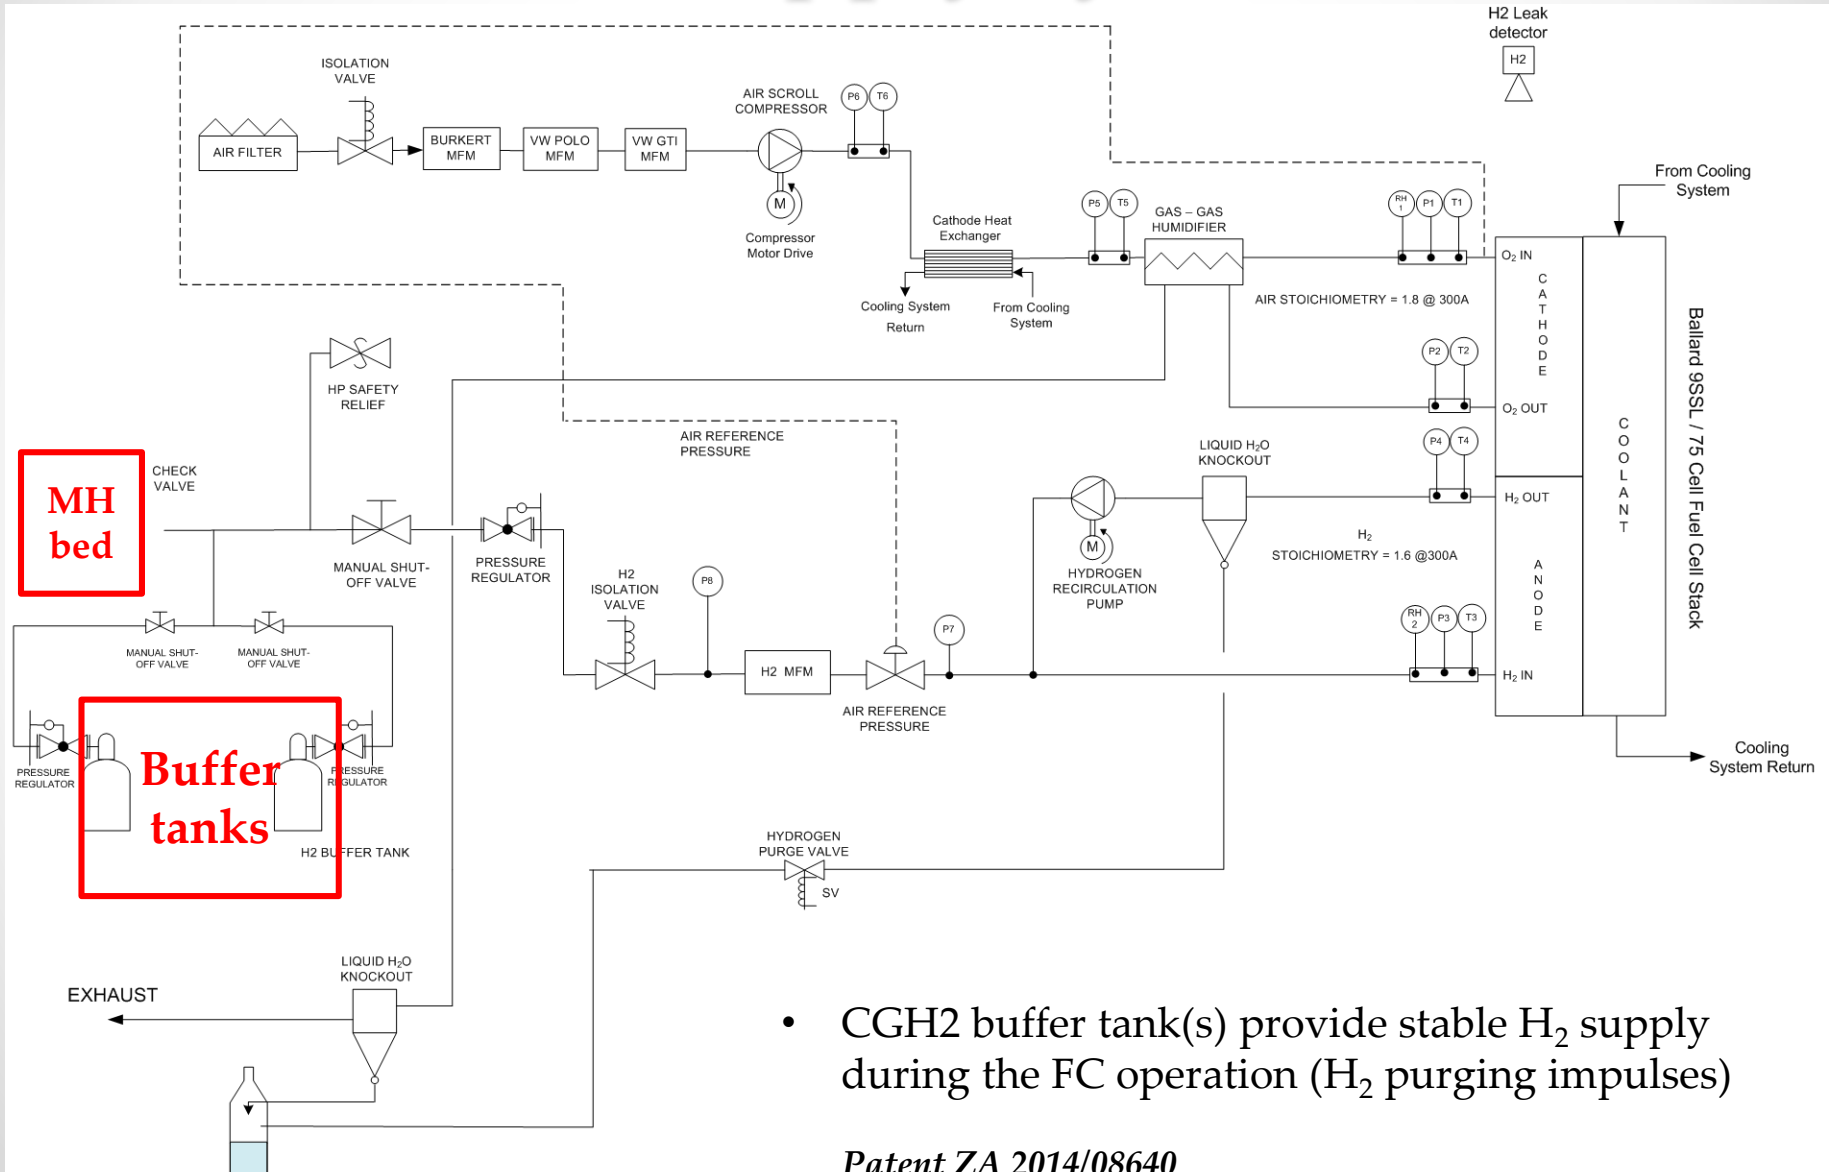 H2 Leak
detector
H2
ISOLATION
VALVE
AIR FILTER
BURKERT
MFM
VW POLO
MFM
VW GTI
MFM
AIR SCROLL
COMPRESSOR
M
Compressor
Motor Drive
P6
T6
Cathode Heat
Exchanger
Cooling System
Return
From Cooling
System
P5
T5
GAS – GAS
HUMIDIFIER
RH
1
P1
T1
From Cooling
System
O2 IN
AIR STOICHIOMETRY = 1.8 @ 300A
CATHODE
P2
T2
O2 OUT
COOLANT
Ballard 9SSL / 75 Cell Fuel Cell Stack
HP SAFETY
RELIEF
AIR REFERENCE
PRESSURE
MH
bed
CHECK
VALVE
MANUAL SHUT-
OFF VALVE
PRESSURE
REGULATOR
LIQUID H2O
KNOCKOUT
P4
T4
H2 OUT
M
HYDROGEN
RECIRCULATION
PUMP
H2
STOICHIOMETRY = 1.6 @300A
ANODE
H2
ISOLATION
VALVE
P8
H2 MFM
AIR REFERENCE
PRESSURE
P7
RH
2
P3
T3
H2 IN
MANUAL SHUT-
OFF VALVE
MANUAL SHUT-
OFF VALVE
PRESSURE
REGULATOR
Buffer
tanks
PRESSURE
REGULATOR
H2 BUFFER TANK
Cooling
System Return
HYDROGEN
PURGE VALVE
SV
LIQUID H2O
KNOCKOUT
EXHAUST
• CGH2 buffer tank(s) provide stable H2 supply
during the FC operation (H2 purging impulses)
Patent ZA 2014/08640